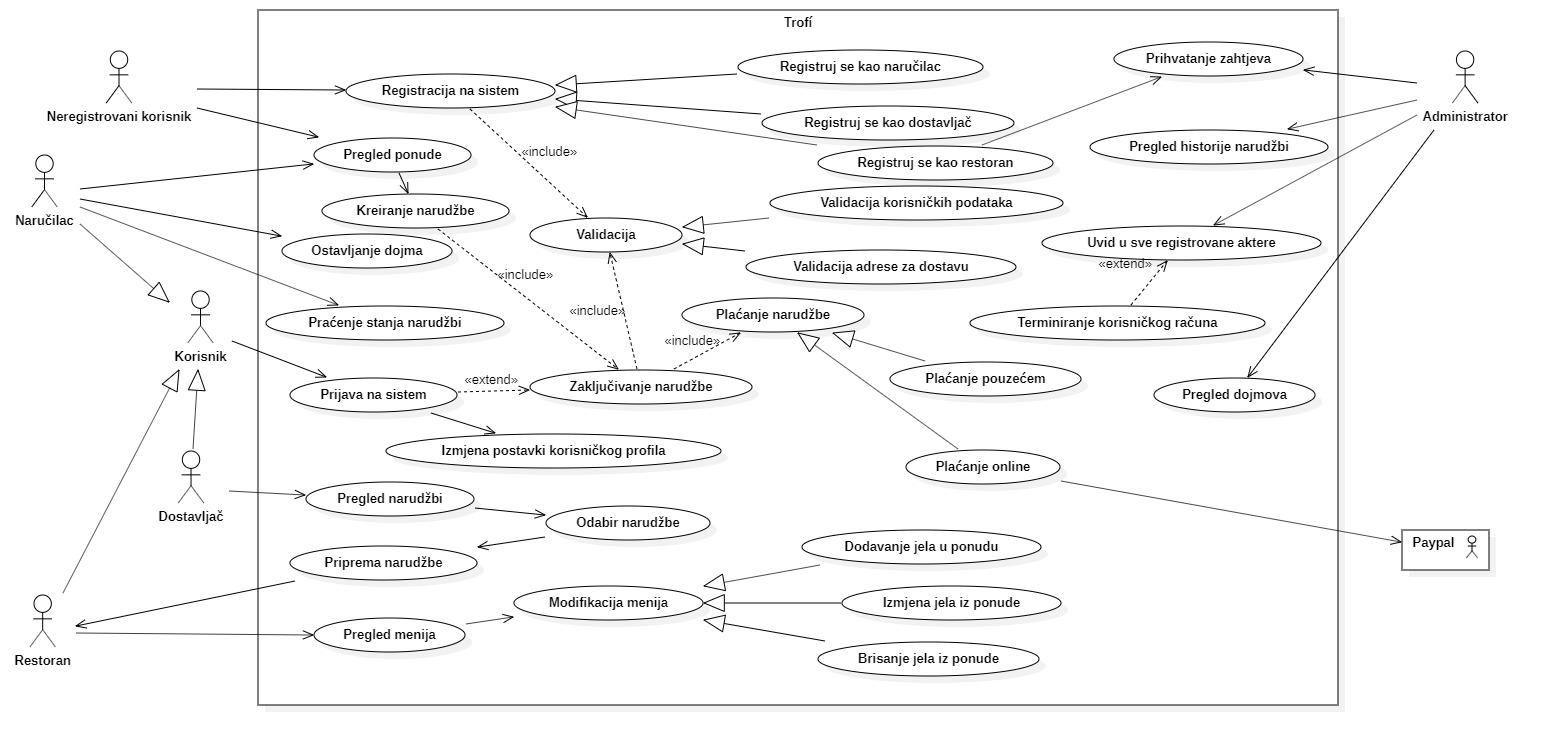 Trofí
Neregistrovani korisnik
Registracija na sistem
Registruj se kao naručilac
Prihvatanje zahtjeva
Administrator
Registruj se kao dostavljač
Pregled ponude
«include»
Registruj se kao restoran
Pregled historije narudžbi
Naručilac
Kreiranje narudžbe
Validacija korisničkih podataka
Validacija
Uvid u sve registrovane aktere
Ostavljanje dojma
«include»
Validacija adrese za dostavu
«extend»
Praćenje stanja narudžbi
«include»
Plaćanje narudžbe
Terminiranje korisničkog računa
Korisnik
«include»
Prijava na sistem
«extend»
Zaključivanje narudžbe
Plaćanje pouzećem
Pregled dojmova
Izmjena postavki korisničkog profila
Plaćanje online
Dostavljač
Pregled narudžbi
Odabir narudžbe
Dodavanje jela u ponudu
Paypal
Priprema narudžbe
Modifikacija menija
Izmjena jela iz ponude
Restoran
Pregled menija
Brisanje jela iz ponude